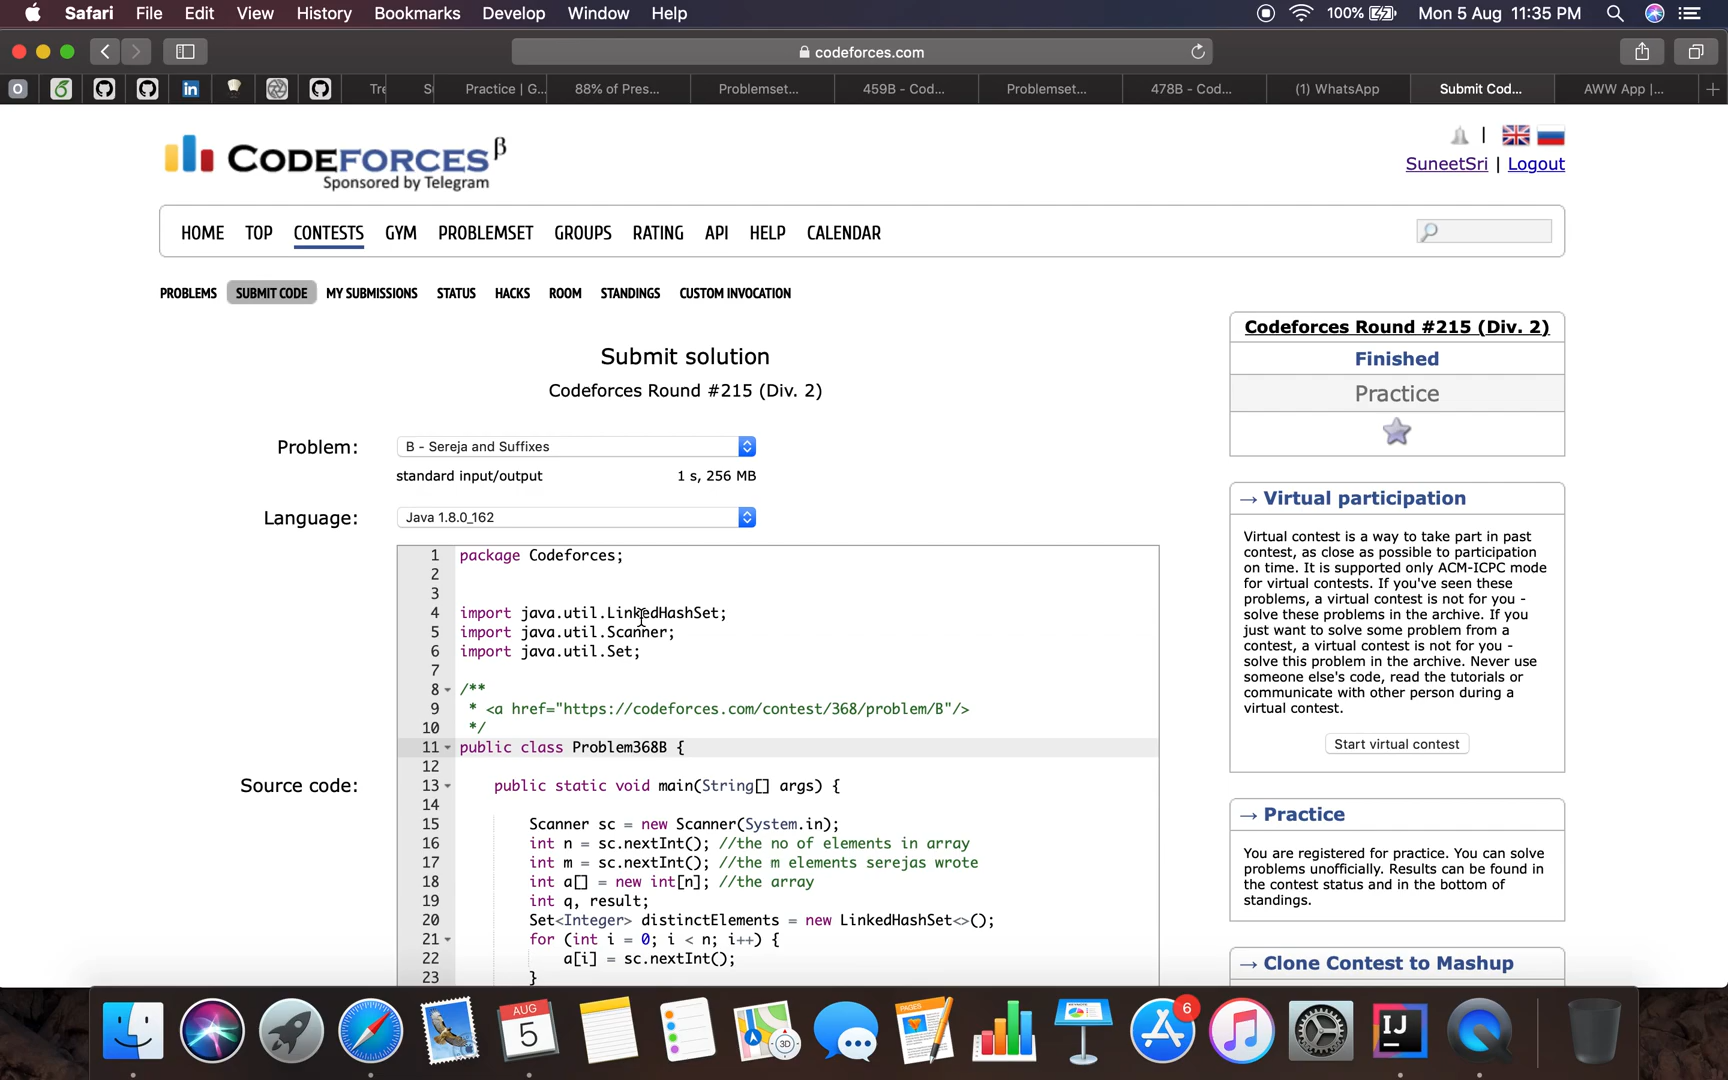 Safari File Edit View History Bookmarks Develop Window Help 100% Mon 5 Aug 11:35 PM
codeforces.com
Practice | G... 88% of Pres... Problemset... 459B - Cod... Problemset... 478B - Cod... (1) WhatsApp Submit Cod... AWW App |...
CODEFORCES β
Sponsored by Telegram
SuneetSri | Logout
HOME TOP CONTESTS GYM PROBLEMSET GROUPS RATING API HELP CALENDAR
PROBLEMS SUBMIT CODE MY SUBMISSIONS STATUS HACKS ROOM STANDINGS CUSTOM INVOCATION
Submit solution
Codeforces Round #215 (Div. 2)
Problem: B - Sereja and Suffixes
standard input/output 1 s, 256 MB
Language: Java 1.8.0_162
Source code:
1 package Codeforces;
2
3
4 import java.util.LinkedHashSet;
5 import java.util.Scanner;
6 import java.util.Set;
7
8 /**
9 * <a href="https://codeforces.com/contest/368/problem/B"/>
10 */
11 public class Problem368B {
12
13 public static void main(String[] args) {
14
15 Scanner sc = new Scanner(System.in);
16 int n = sc.nextInt(); //the no of elements in array
17 int m = sc.nextInt(); //the m elements serejas wrote
18 int a[] = new int[n]; //the array
19 int q, result;
20 Set<Integer> distinctElements = new LinkedHashSet<>();
21 for (int i = 0; i < n; i++) {
22 a[i] = sc.nextInt();
23 }
Codeforces Round #215 (Div. 2)
Finished
Practice
→ Virtual participation
Virtual contest is a way to take part in past
contest, as close as possible to participation
on time. It is supported only ACM-ICPC mode
for virtual contests. If you've seen these
problems, a virtual contest is not for you -
solve these problems in the archive. If you
just want to solve some problem from a
contest, a virtual contest is not for you -
solve this problem in the archive. Never use
someone else's code, read the tutorials or
communicate with other person during a
virtual contest.
Start virtual contest
→ Practice
You are registered for practice. You can solve
problems unofficially. Results can be found in
the contest status and in the bottom of
standings.
→ Clone Contest to Mashup
AUG
5
3D
PAGES
KEYNOTE
6
IJ